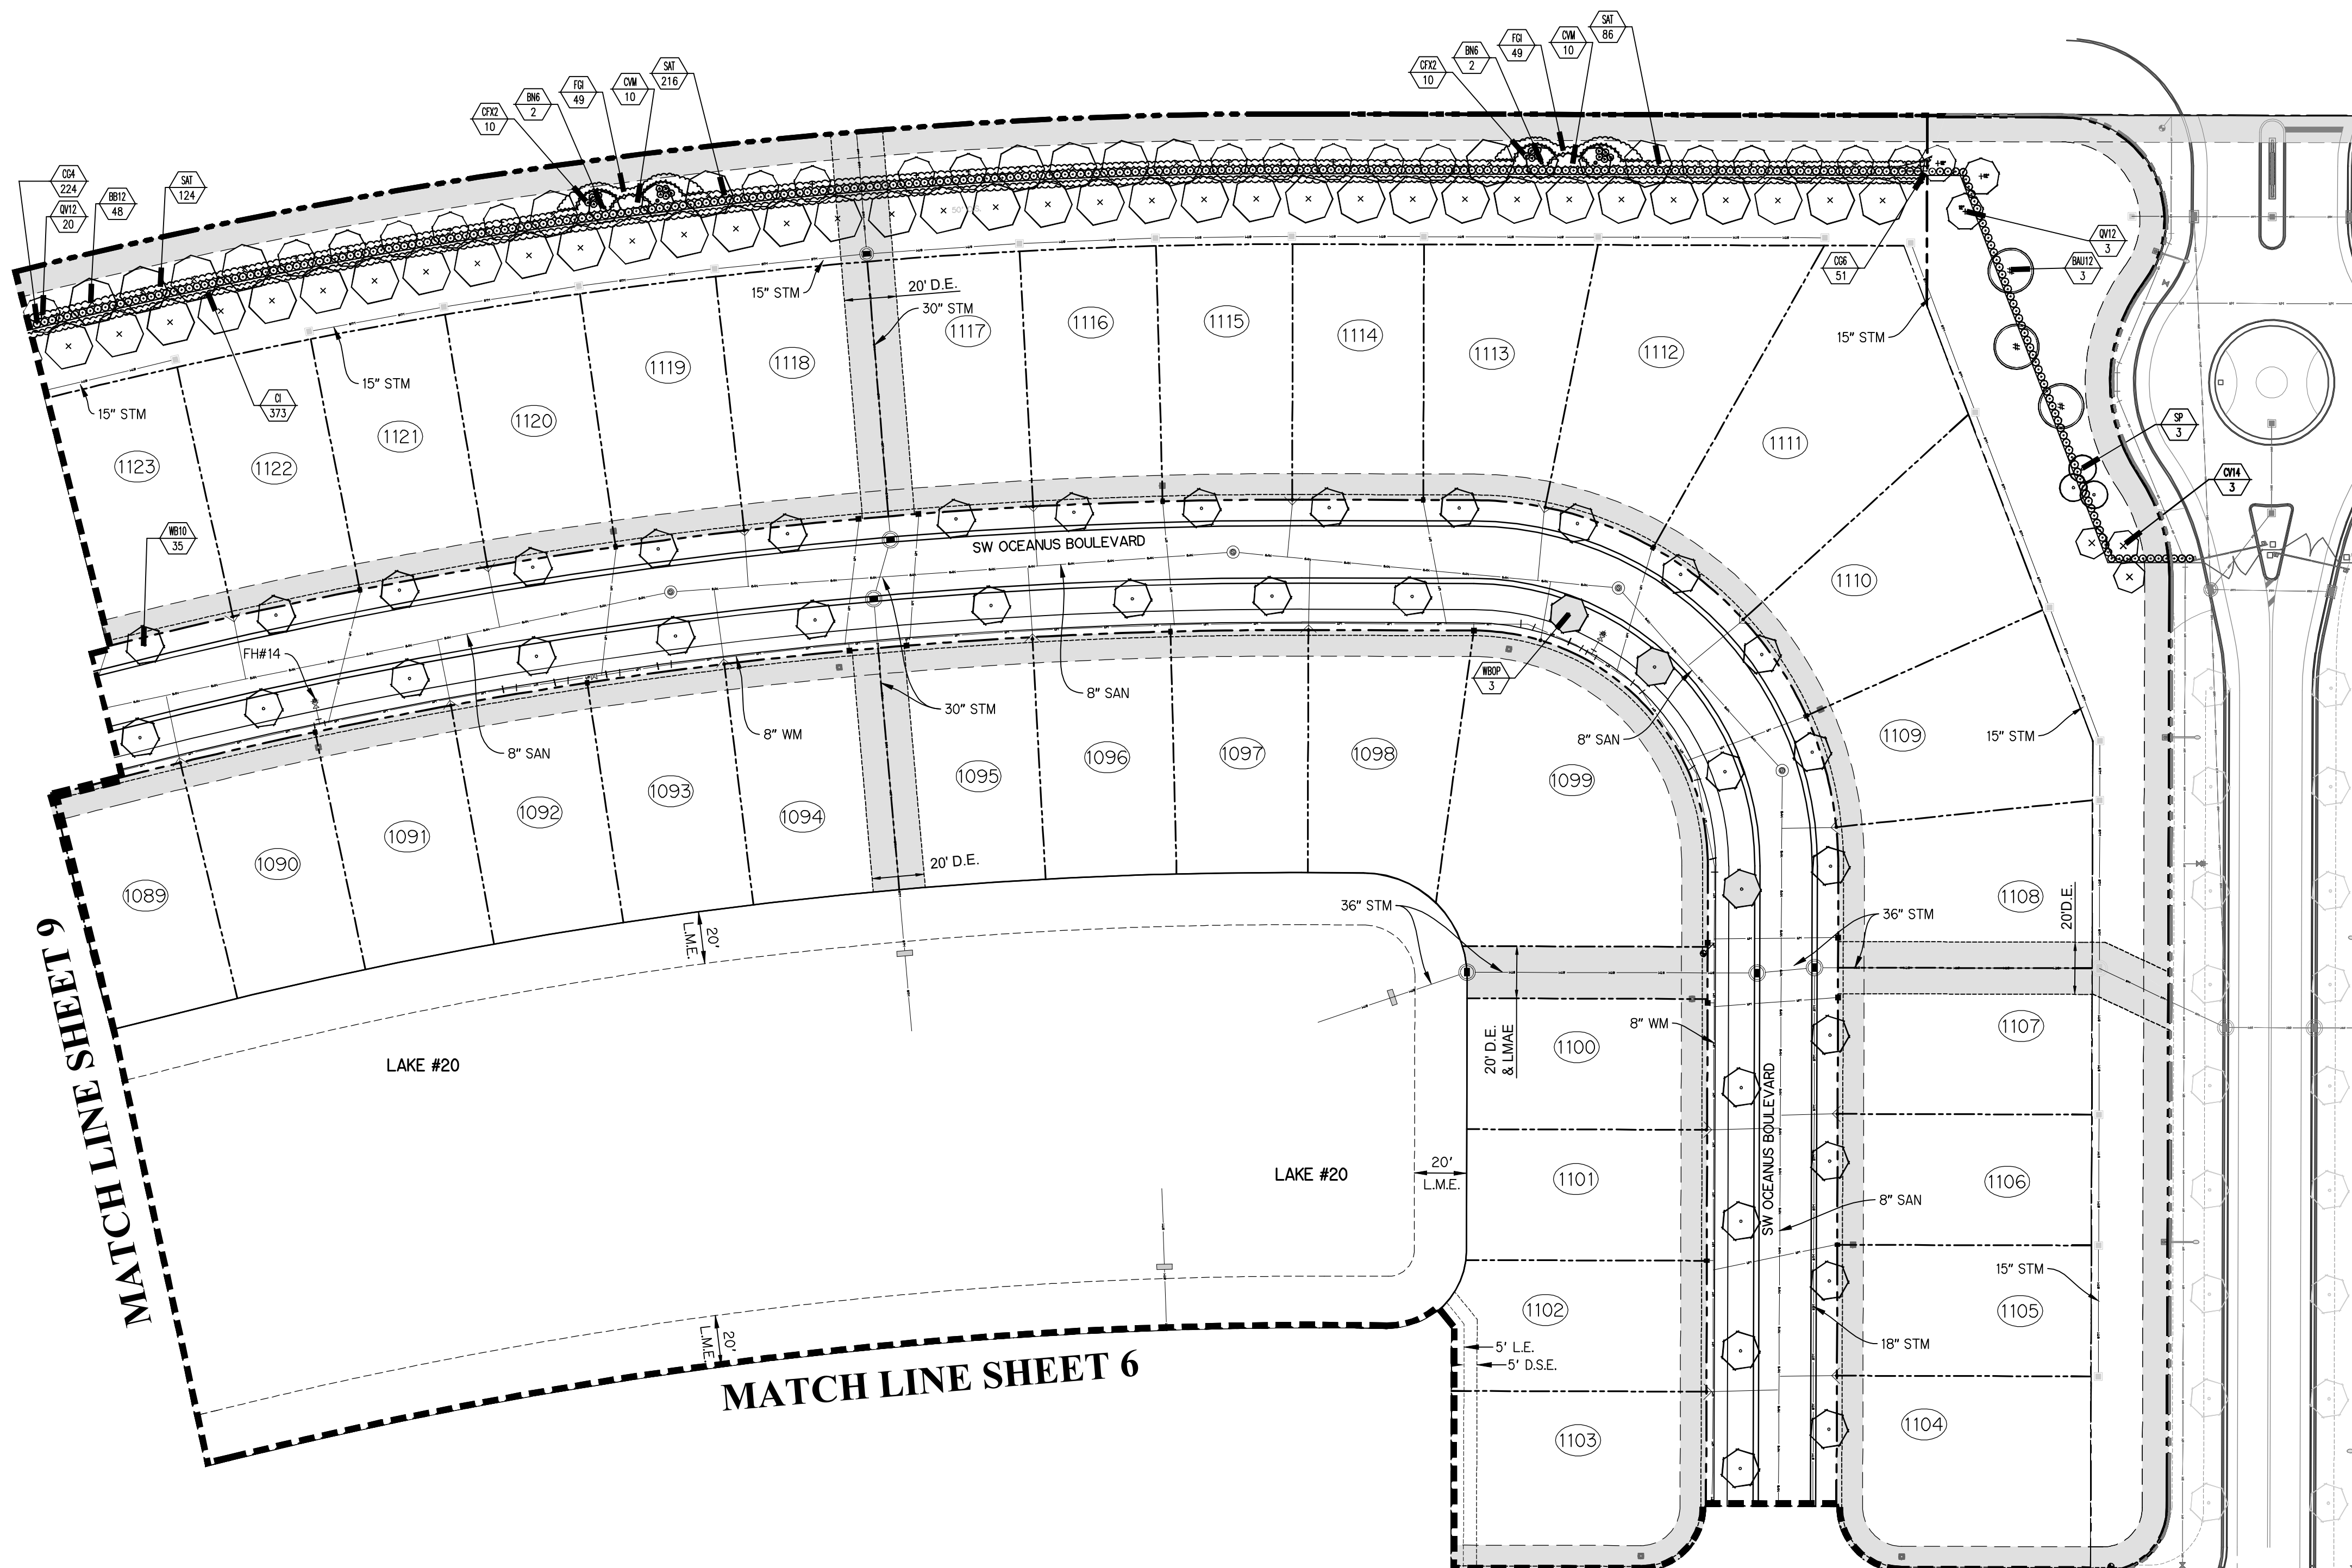 CFX2
10
BN6
2
FG1
49
CVM
10
SAT
216
CFX2
10
BN6
2
FG1
49
CVM
10
SAT
86
CG4
224
QV12
20
BB12
48
SAT
124
QV12
3
BAU12
3
CG6
51
15" STM
20' D.E.
30" STM
15" STM
15" STM
15" STM
CI
373
SP
3
CV14
3
1123
1122
1121
1120
1119
1118
1117
1116
1115
1114
1113
1112
1111
1110
1109
1108
1107
1106
1105
1104
WB10
35
SW OCEANUS BOULEVARD
FH#14
8" SAN
8" WM
30" STM
8" SAN
WBOP
3
8" SAN
15" STM
1089
1090
1091
1092
1093
1094
1095
1096
1097
1098
1099
20' D.E.
20'
L.M.E.
36" STM
36" STM
20'D.E.
8" WM
20' D.E.
& LMAE
1100
1101
1102
1103
SW OCEANUS BOULEVARD
LAKE #20
LAKE #20
20'
L.M.E.
8" SAN
15" STM
18" STM
20'
L.M.E.
5' L.E.
5' D.S.E.
MATCH LINE SHEET 9
MATCH LINE SHEET 6